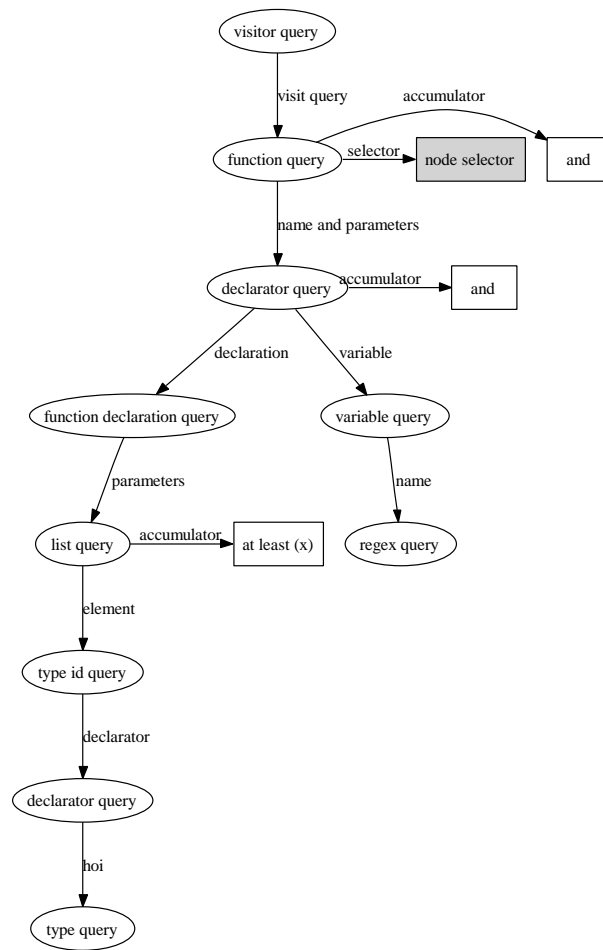 visitor query
visit query
accumulator
function query
selector
node selector
and
name and parameters
declarator query
accumulator
and
declaration
variable
function declaration query
variable query
parameters
name
list query
accumulator
at least (x)
regex query
element
type id query
declarator
declarator query
hoi
type query